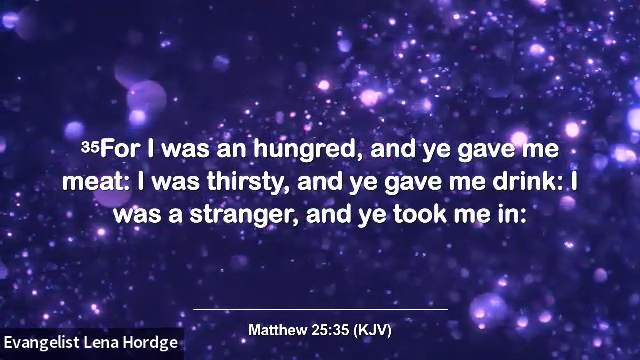 ³⁵For I was an hungred, and ye gave me
meat: I was thirsty, and ye gave me drink: I
was a stranger, and ye took me in:
Matthew 25:35 (KJV)
Evangelist Lena Hordge